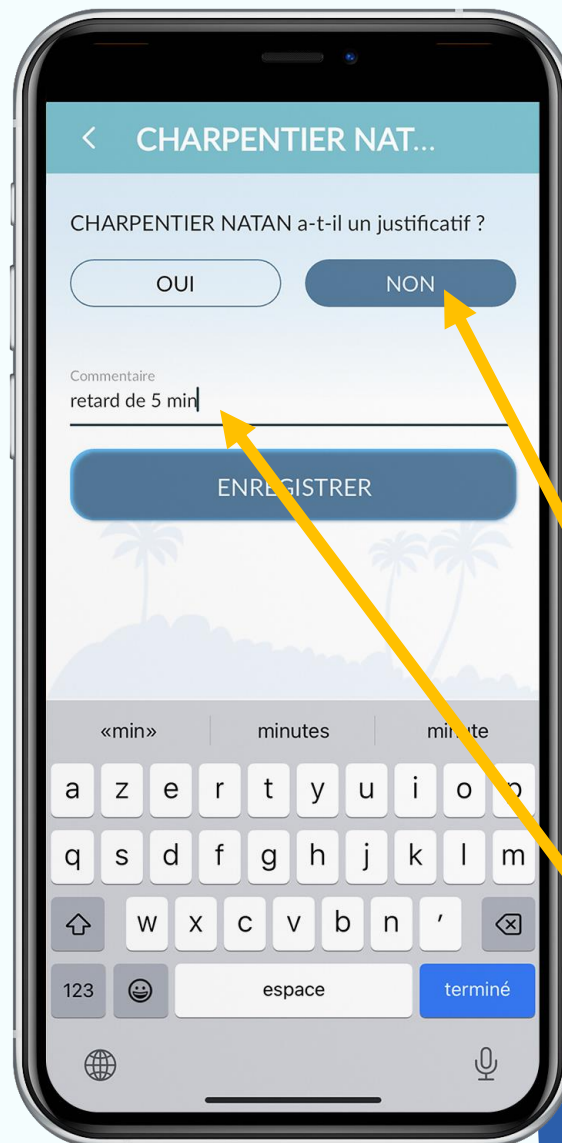 CHARPENTIER NAT...
CHARPENTIER NATAN a-t-il un justificatif ?
OUI NON
Commentaire
retard de 5 min
ENREGISTRER
«min» minutes minute
a z e r t y u i o p
q s d f g h j k l m
w x c v b n ’
123 espace terminé